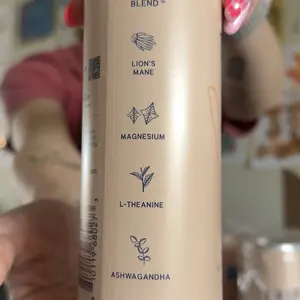 BLEND
LION'S
MANE
MAGNESIUM
L-THEANINE
ASHWAGANDHA